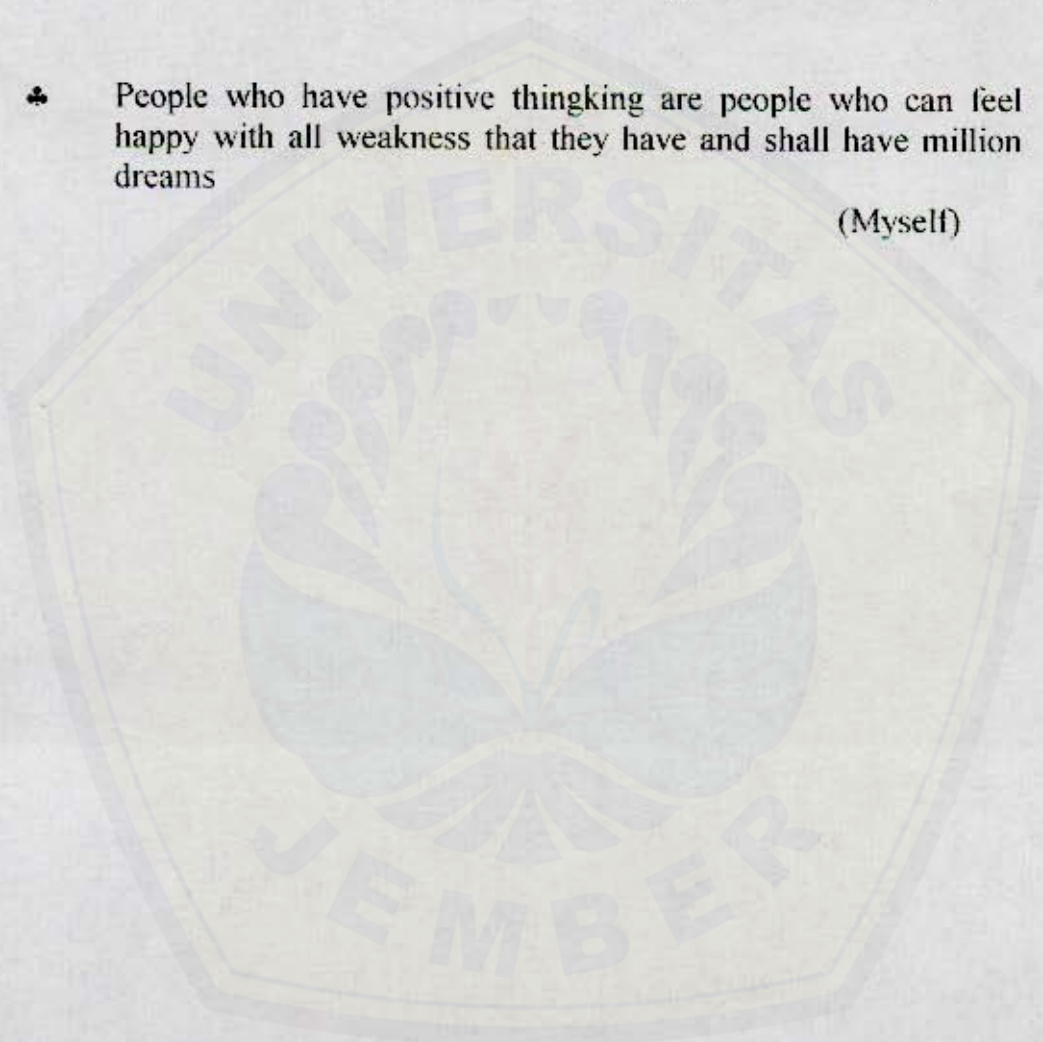 ♣ People who have positive thingking are people who can feel
happy with all weakness that they have and shall have million
dreams
(Myself)
UNIVERSITAS
JEMBER